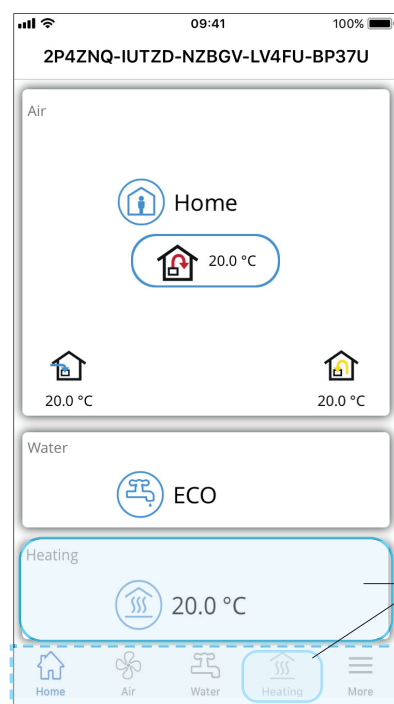 09:41
100%
2P4ZNQ-IUTZD-NZBGV-LV4FU-BP37U
Air
Home
20.0 °C
20.0 °C
20.0 °C
Water
ECO
Heating
20.0 °C
Home
Air
Water
Heating
More